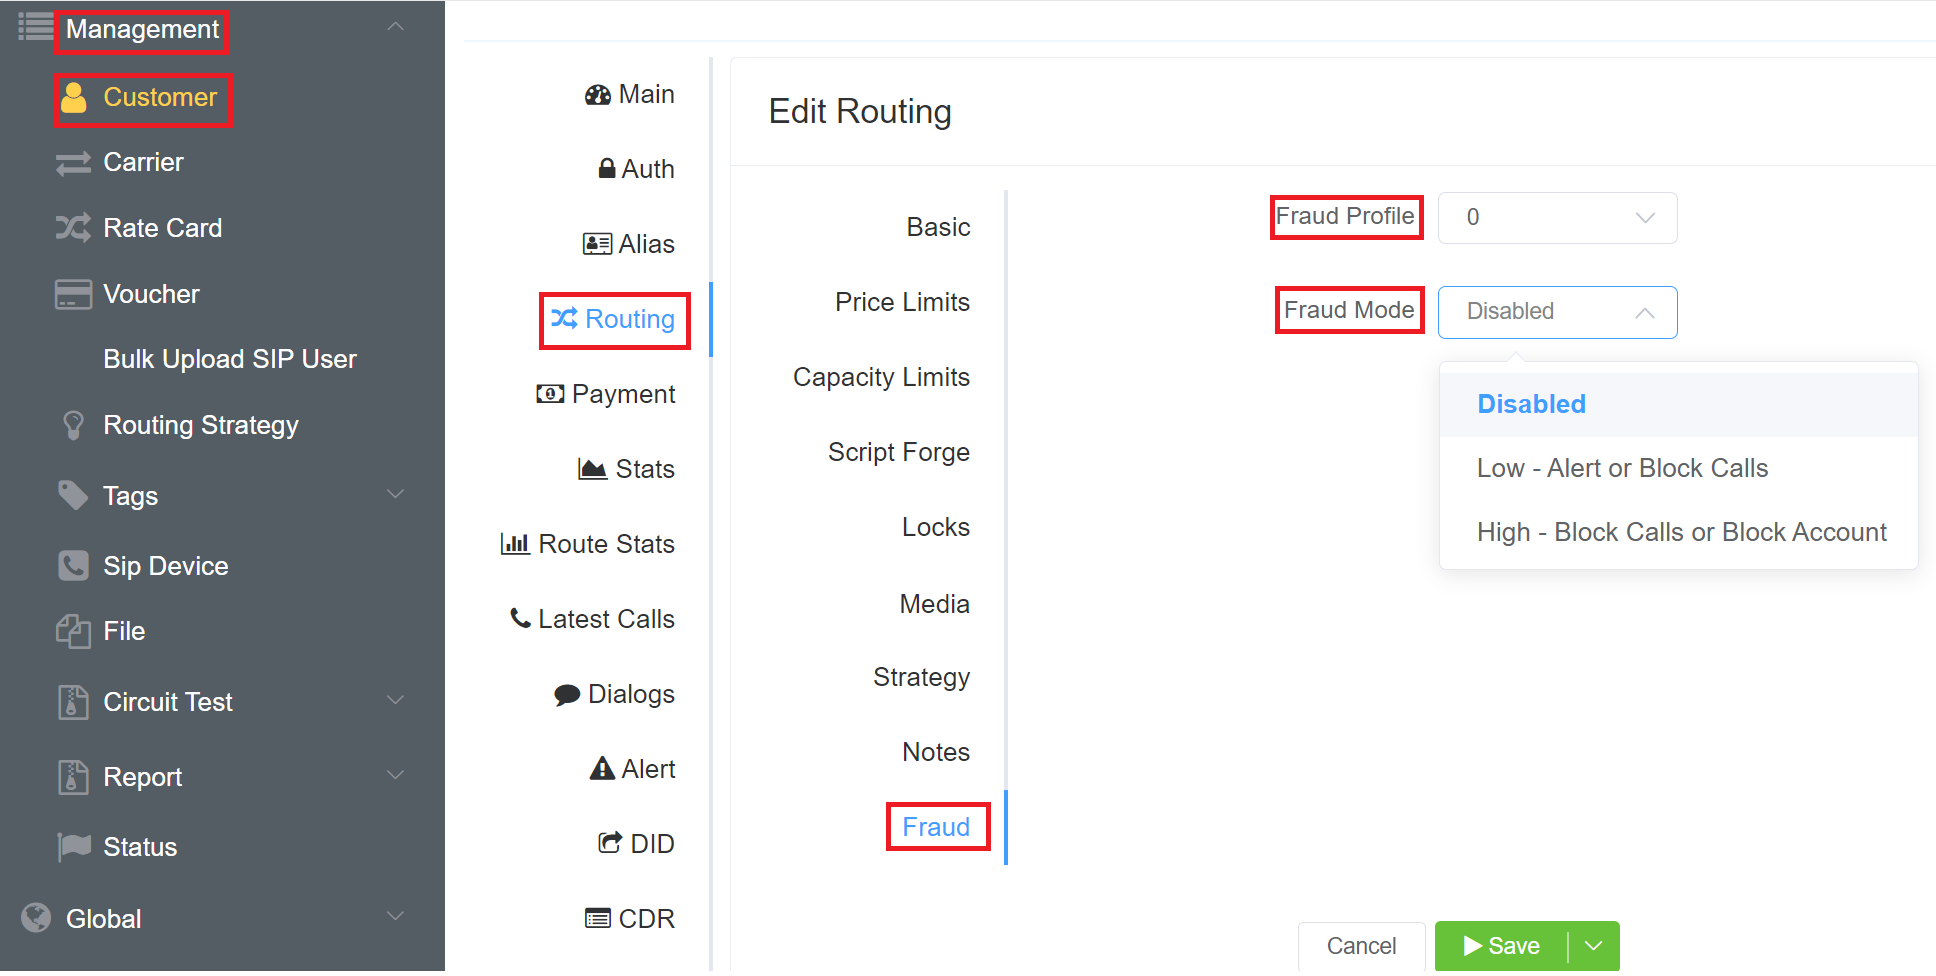 Management
Customer
Carrier
Rate Card
Voucher
Bulk Upload SIP User
Routing Strategy
Tags
Sip Device
File
Circuit Test
Report
Status
Global
Main
Auth
Alias
Routing
Payment
Stats
Route Stats
Latest Calls
Dialogs
Alert
DID
CDR
Edit Routing
Basic
Price Limits
Capacity Limits
Script Forge
Locks
Media
Strategy
Notes
Fraud
Fraud Profile 0
Fraud Mode Disabled
Disabled
Low - Alert or Block Calls
High - Block Calls or Block Account
Cancel Save